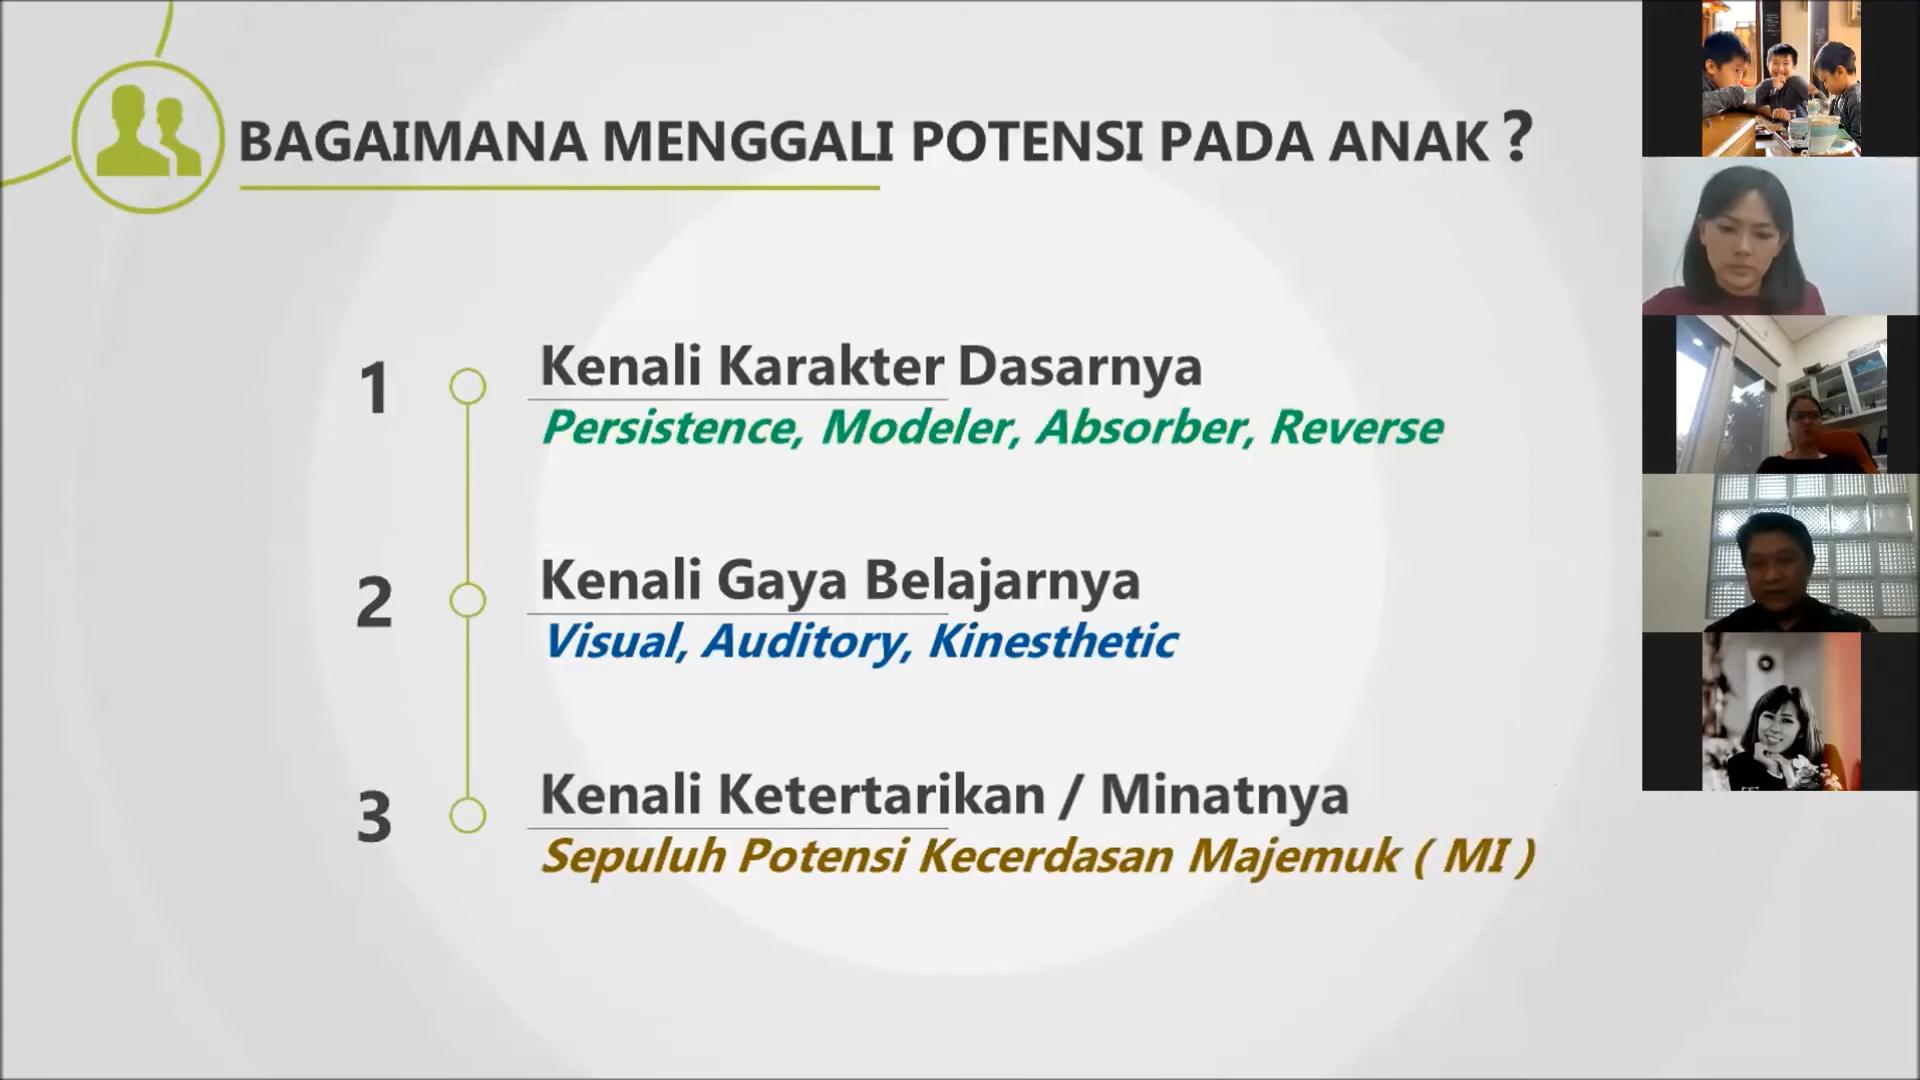 BAGAIMANA MENGGALI POTENSI PADA ANAK ?
1
Kenali Karakter Dasarnya
Persistence, Modeler, Absorber, Reverse
2
Kenali Gaya Belajarnya
Visual, Auditory, Kinesthetic
3
Kenali Ketertarikan / Minatnya
Sepuluh Potensi Kecerdasan Majemuk ( MI )